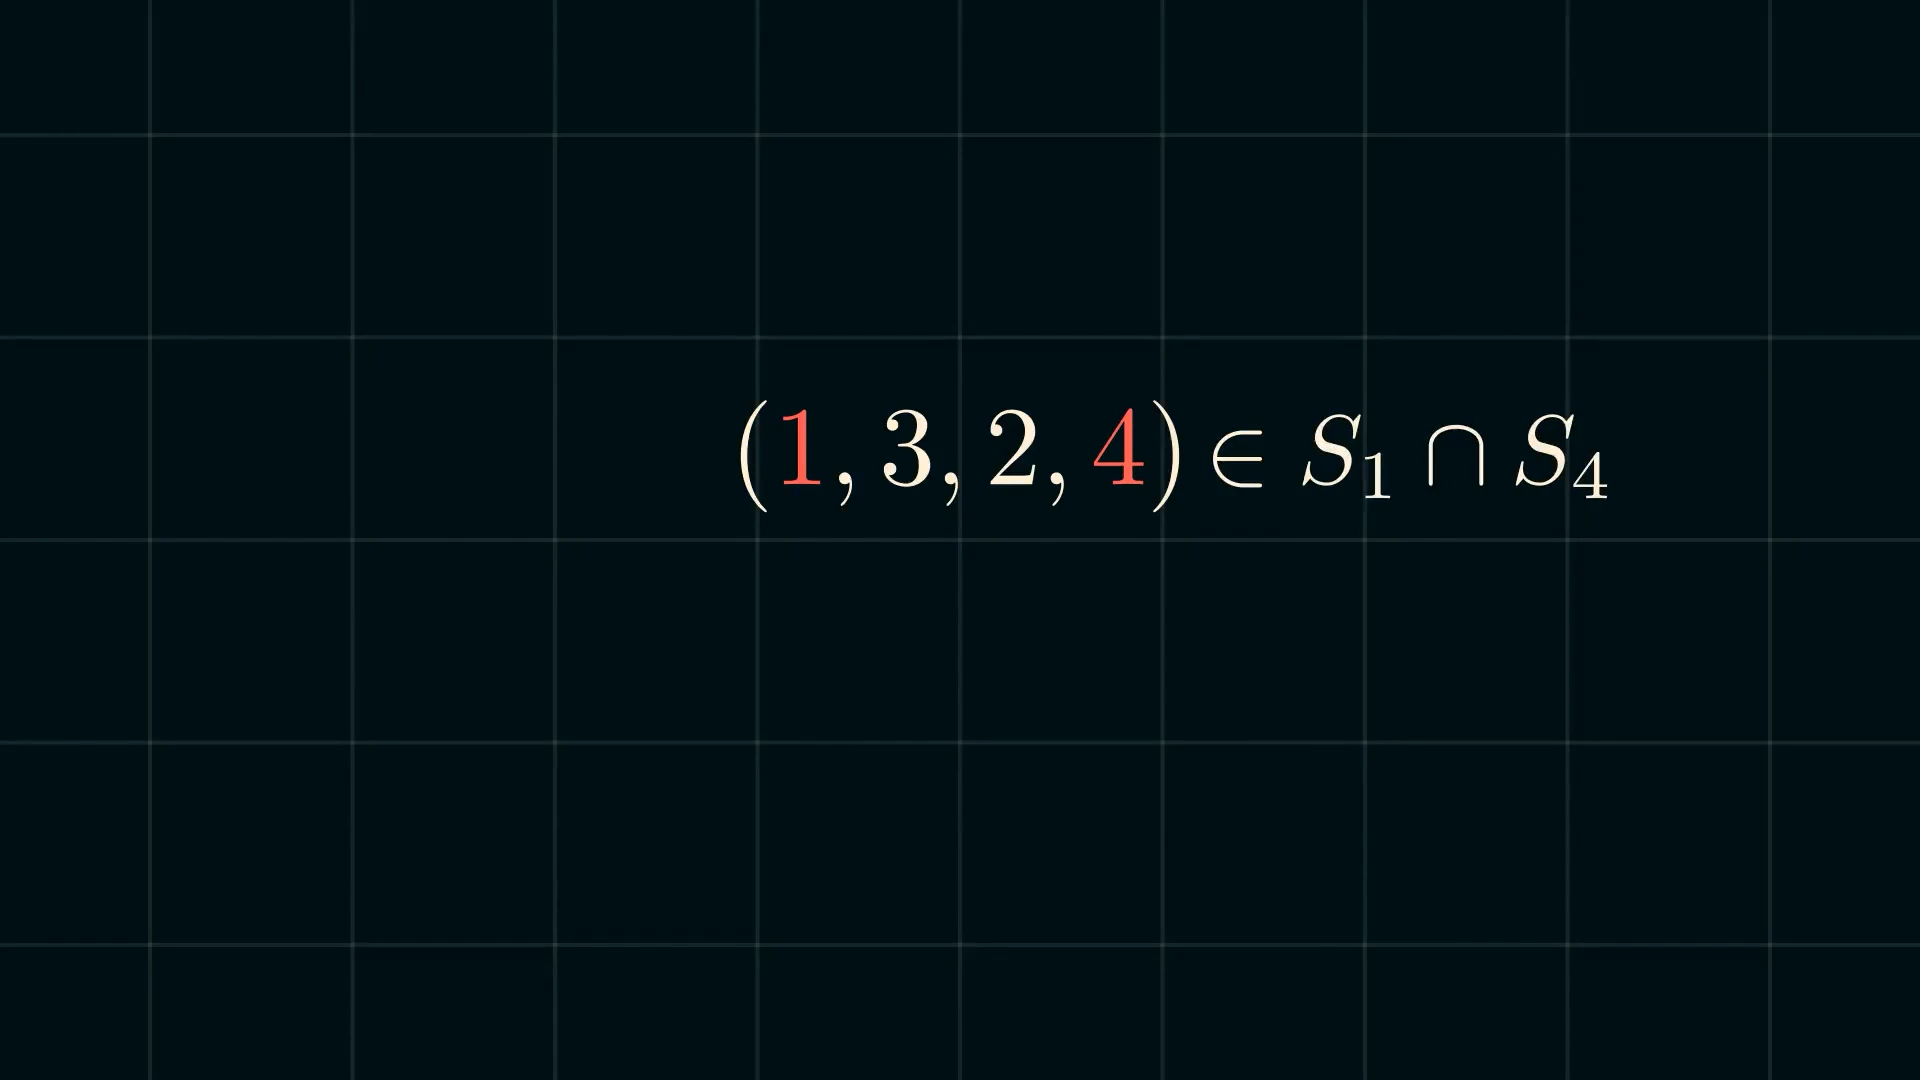 (1, 3, 2, 4) ∈ S₁ ∩ S₄